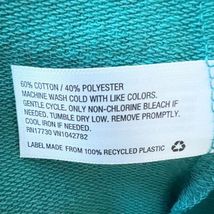 60% COTTON / 40% POLYESTER
MACHINE WASH COLD WITH LIKE COLORS.
GENTLE CYCLE. ONLY NON-CHLORINE BLEACH IF
NEEDED. TUMBLE DRY LOW. REMOVE PROMPTLY.
COOL IRON IF NEEDED.
RN17730 VN1042782
LABEL MADE FROM 100% RECYCLED PLASTIC